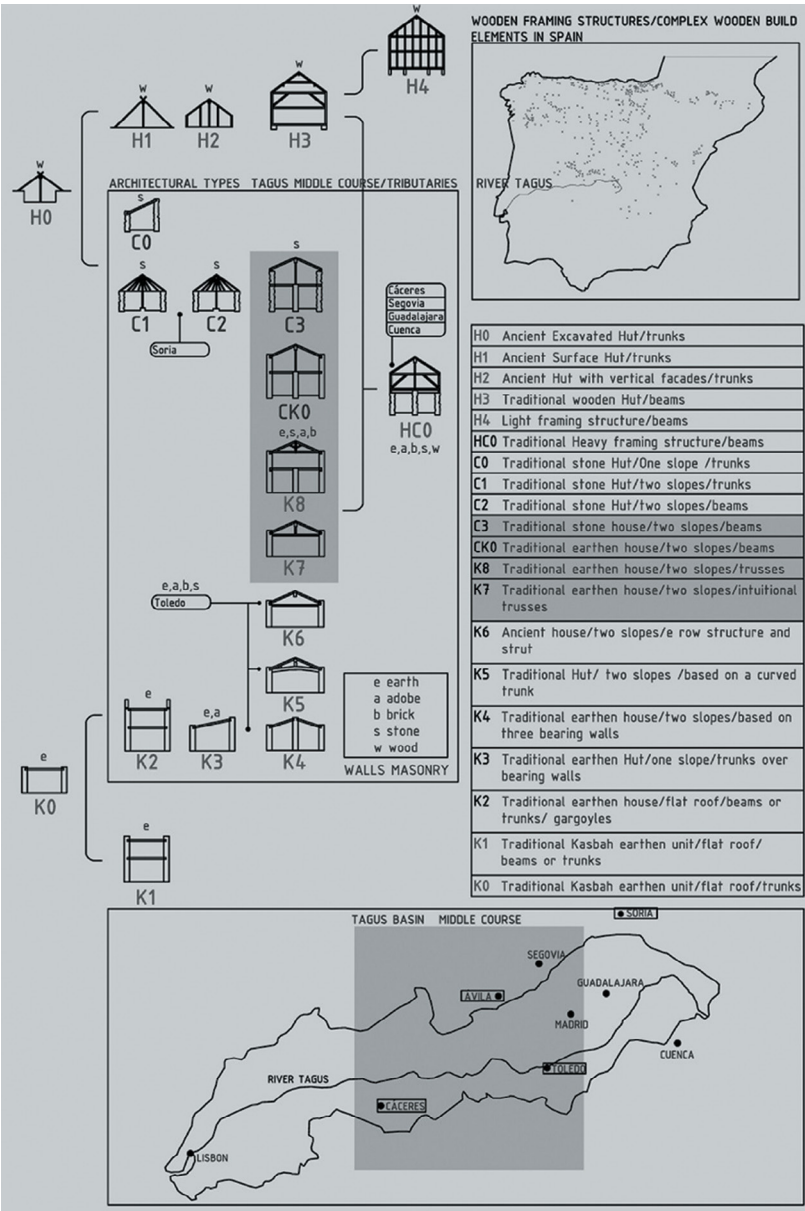 WOODEN FRAMING STRUCTURES/COMPLEX WOODEN BUILD
ELEMENTS IN SPAIN
RIVER TAGUS
w
H4
w
H1
w
H2
w
H3
w
H0
ARCHITECTURAL TYPES TAGUS MIDDLE COURSE/TRIBUTARIES
s
C0
s
C1
s
C2
Soria
s
C3
CK0
e,s,a,b
K8
K7
Cáceres
Segovia
Guadalajara
Cuenca
HC0
e,a,b,s,w
e,a,b,s
Toledo
K6
K5
K4
e
K2
e,a
K3
e earth
a adobe
b brick
s stone
w wood
WALLS MASONRY
e
K0
e
K1
H0 Ancient Excavated Hut/trunks
H1 Ancient Surface Hut/trunks
H2 Ancient Hut with vertical facades/trunks
H3 Traditional wooden Hut/beams
H4 Light framing structure/beams
HC0 Traditional Heavy framing structure/beams
C0 Traditional stone Hut/One slope /trunks
C1 Traditional stone Hut/two slopes/trunks
C2 Traditional stone Hut/two slopes/beams
C3 Traditional stone house/two slopes/beams
CK0 Traditional earthen house/two slopes/beams
K8 Traditional earthen house/two slopes/trusses
K7 Traditional earthen house/two slopes/intuitional
trusses
K6 Ancient house/two slopes/e row structure and
strut
K5 Traditional Hut/ two slopes /based on a curved
trunk
K4 Traditional earthen house/two slopes/based on
three bearing walls
K3 Traditional earthen Hut/one slope/trunks over
bearing walls
K2 Traditional earthen house/flat roof/beams or
trunks/ gargoyles
K1 Traditional Kasbah earthen unit/flat roof/
beams or trunks
K0 Traditional Kasbah earthen unit/flat roof/trunks
TAGUS BASIN MIDDLE COURSE
SORIA
SEGOVIA
GUADALAJARA
AVILA
MADRID
CUENCA
TOLEDO
RIVER TAGUS
CÁCERES
LISBON